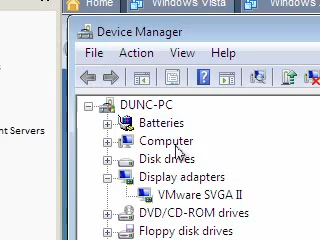 Home
Windows Vista
Windows
Device Manager
File Action View Help
DUNC-PC
Batteries
Computer
Disk drives
Display adapters
VMware SVGA II
DVD/CD-ROM drives
Floppy disk drives
nt Servers